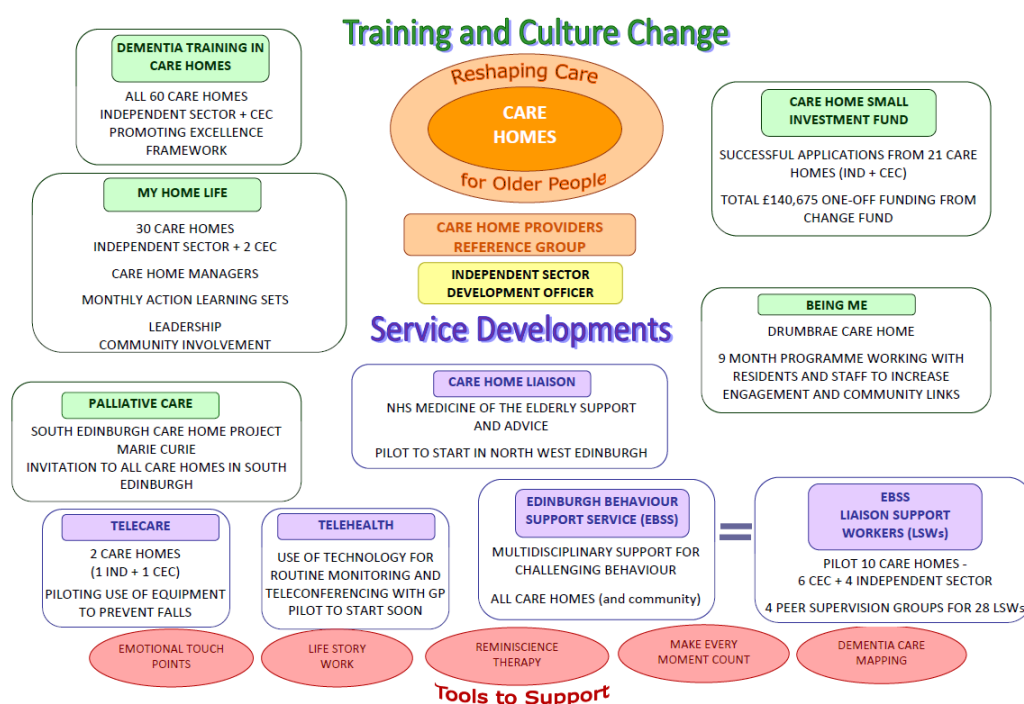 Training and Culture Change
DEMENTIA TRAINING IN
CARE HOMES
ALL 60 CARE HOMES
INDEPENDENT SECTOR + CEC
PROMOTING EXCELLENCE
FRAMEWORK
Reshaping Care
CARE
HOMES
for Older People
CARE HOME SMALL
INVESTMENT FUND
SUCCESSFUL APPLICATIONS FROM 21 CARE
HOMES (IND + CEC)
TOTAL £140,675 ONE-OFF FUNDING FROM
CHANGE FUND
MY HOME LIFE
30 CARE HOMES
INDEPENDENT SECTOR + 2 CEC
CARE HOME MANAGERS
MONTHLY ACTION LEARNING SETS
LEADERSHIP
COMMUNITY INVOLVEMENT
CARE HOME PROVIDERS
REFERENCE GROUP
INDEPENDENT SECTOR
DEVELOPMENT OFFICER
Service Developments
BEING ME
DRUMBRAE CARE HOME
9 MONTH PROGRAMME WORKING WITH
RESIDENTS AND STAFF TO INCREASE
ENGAGEMENT AND COMMUNITY LINKS
CARE HOME LIAISON
NHS MEDICINE OF THE ELDERLY SUPPORT
AND ADVICE
PILOT TO START IN NORTH WEST EDINBURGH
PALLIATIVE CARE
SOUTH EDINBURGH CARE HOME PROJECT
MARIE CURIE
INVITATION TO ALL CARE HOMES IN SOUTH
EDINBURGH
TELECARE
2 CARE HOMES
(1 IND + 1 CEC)
PILOTING USE OF EQUIPMENT
TO PREVENT FALLS
TELEHEALTH
USE OF TECHNOLOGY FOR
ROUTINE MONITORING AND
TELECONFERENCING WITH GP
PILOT TO START SOON
EDINBURGH BEHAVIOUR
SUPPORT SERVICE (EBSS)
MULTIDISCIPLINARY SUPPORT FOR
CHALLENGING BEHAVIOUR
ALL CARE HOMES (and community)
=
EBSS
LIAISON SUPPORT
WORKERS (LSWs)
PILOT 10 CARE HOMES -
6 CEC + 4 INDEPENDENT SECTOR
4 PEER SUPERVISION GROUPS FOR 28 LSWs
EMOTIONAL TOUCH
POINTS
LIFE STORY
WORK
REMINISCIENCE
THERAPY
MAKE EVERY
MOMENT COUNT
DEMENTIA CARE
MAPPING
Tools to Support